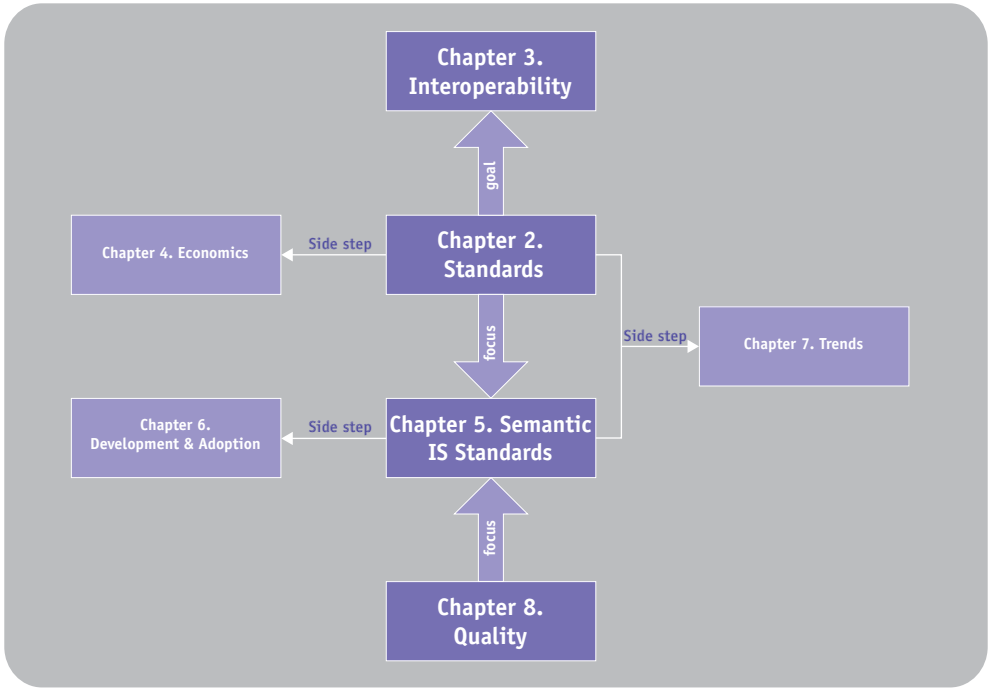 Chapter 3.
Interoperability
goal
Chapter 4. Economics
Side step
Chapter 2.
Standards
focus
Side step
Chapter 7. Trends
Chapter 6.
Development & Adoption
Side step
Chapter 5. Semantic
IS Standards
focus
Chapter 8.
Quality